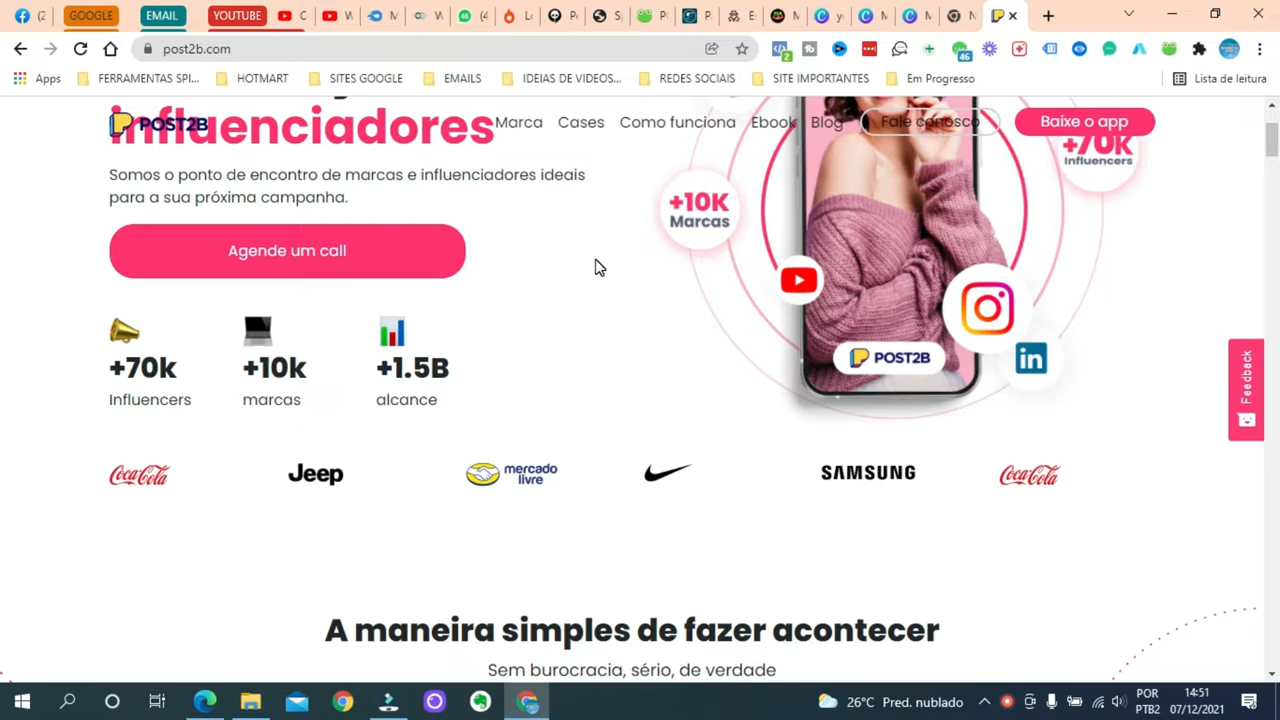 GOOGLE
EMAIL
YOUTUBE
post2b.com
Apps
FERRAMENTAS SPI...
HOTMART
SITES GOOGLE
EMAILS
IDEIAS DE VIDEOS...
REDES SOCIAIS
SITE IMPORTANTES
Em Progresso
Lista de leitura
influenciadores
POST2B
Marca
Cases
Como funciona
Ebook
Blog
Fale conosco
Baixe o app
Somos o ponto de encontro de marcas e influenciadores ideais
para a sua próxima campanha.
Agende um call
+10K
Marcas
+70K
Influencers
POST2B
in
Feedback
+70k
Influencers
+10k
marcas
+1.5B
alcance
Coca-Cola
Jeep
mercado
livre
SAMSUNG
Coca-Cola
A maneira simples de fazer acontecer
Sem burocracia, sério, de verdade
26°C Pred. nublado
POR
PTB2
14:51
07/12/2021